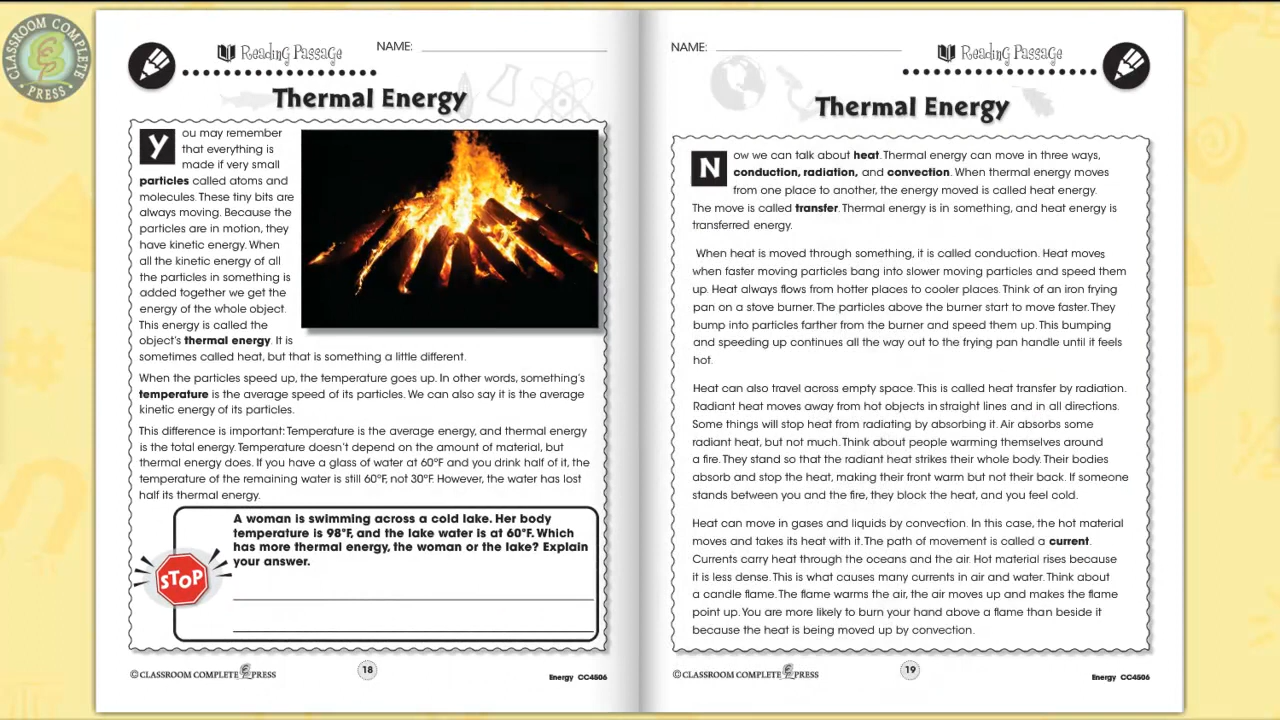 CLASSROOM COMPLETE
PRESS
Reading Passage
NAME:
Thermal Energy
You may remember
that everything is
made if very small
particles called atoms and
molecules. These tiny bits are
always moving. Because the
particles are in motion, they
have kinetic energy. When
all the kinetic energy of all
the particles in something is
added together we get the
energy of the whole object.
This energy is called the
object's thermal energy. It is
sometimes called heat, but that is something a little different.
When the particles speed up, the temperature goes up. In other words, something's
temperature is the average speed of its particles. We can also say it is the average
kinetic energy of its particles.
This difference is important: Temperature is the average energy, and thermal energy
is the total energy. Temperature doesn't depend on the amount of material, but
thermal energy does. If you have a glass of water at 60°F and you drink half of it, the
temperature of the remaining water is still 60°F, not 30°F. However, the water has lost
half its thermal energy.
STOP
A woman is swimming across a cold lake. Her body
temperature is 98°F, and the lake water is at 60°F. Which
has more thermal energy, the woman or the lake? Explain
your answer.
©CLASSROOM COMPLETE PRESS
18
Energy CC4506
NAME:
Reading Passage
Thermal Energy
Now we can talk about heat. Thermal energy can move in three ways,
conduction, radiation, and convection. When thermal energy moves
from one place to another, the energy moved is called heat energy.
The move is called transfer. Thermal energy is in something, and heat energy is
transferred energy.
When heat is moved through something, it is called conduction. Heat moves
when faster moving particles bang into slower moving particles and speed them
up. Heat always flows from hotter places to cooler places. Think of an iron frying
pan on a stove burner. The particles above the burner start to move faster. They
bump into particles farther from the burner and speed them up. This bumping
and speeding up continues all the way out to the frying pan handle until it feels
hot.
Heat can also travel across empty space. This is called heat transfer by radiation.
Radiant heat moves away from hot objects in straight lines and in all directions.
Some things will stop heat from radiating by absorbing it. Air absorbs some
radiant heat, but not much. Think about people warming themselves around
a fire. They stand so that the radiant heat strikes their whole body. Their bodies
absorb and stop the heat, making their front warm but not their back. If someone
stands between you and the fire, they block the heat, and you feel cold.
Heat can move in gases and liquids by convection. In this case, the hot material
moves and takes its heat with it. The path of movement is called a current.
Currents carry heat through the oceans and the air. Hot material rises because
it is less dense. This is what causes many currents in air and water. Think about
a candle flame. The flame warms the air, the air moves up and makes the flame
point up. You are more likely to burn your hand above a flame than beside it
because the heat is being moved up by convection.
©CLASSROOM COMPLETE PRESS
19
Energy CC4506